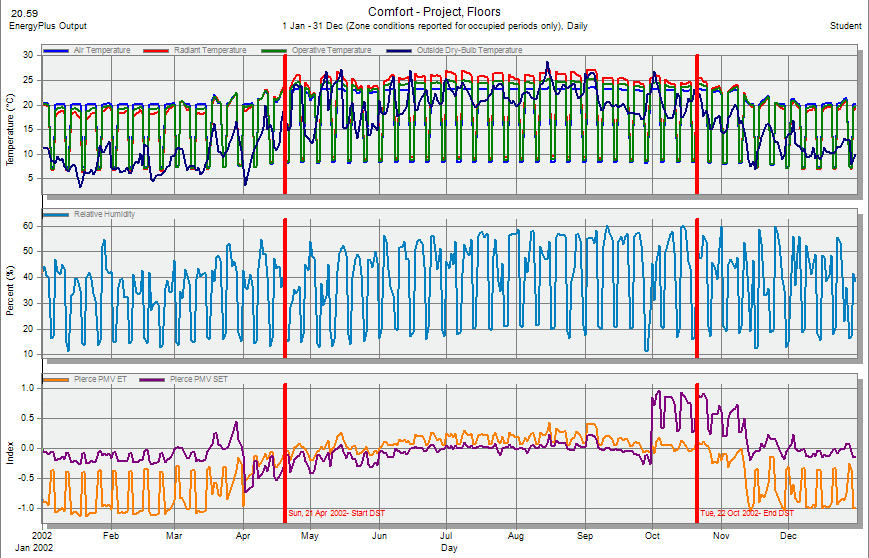 20.59
Comfort - Project, Floors
EnergyPlus Output
1 Jan - 31 Dec (Zone conditions reported for occupied periods only), Daily
Student
Air Temperature Radiant Temperature Operative Temperature Outside Dry-Bulb Temperature
Temperature (°C)
30
25
20
15
10
5
Relative Humidity
Percent (%)
60
50
40
30
20
10
Pierce PMV ET Pierce PMV SET
Index
1.0
0.5
0.0
-0.5
-1.0
Sun, 21 Apr 2002- Start DST
Tue, 22 Oct 2002- End DST
2002 Feb Mar Apr May Jun Jul Aug Sep Oct Nov Dec
Jan 2002
Day